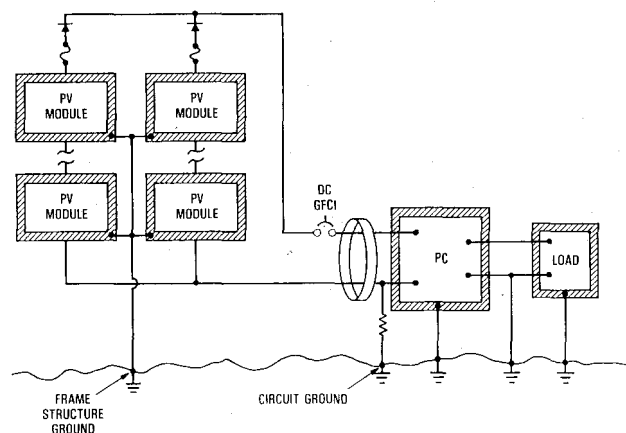 PV
MODULE
PV
MODULE
PV
MODULE
PV
MODULE
DC
GFCI
PC
LOAD
FRAME
STRUCTURE
GROUND
CIRCUIT GROUND